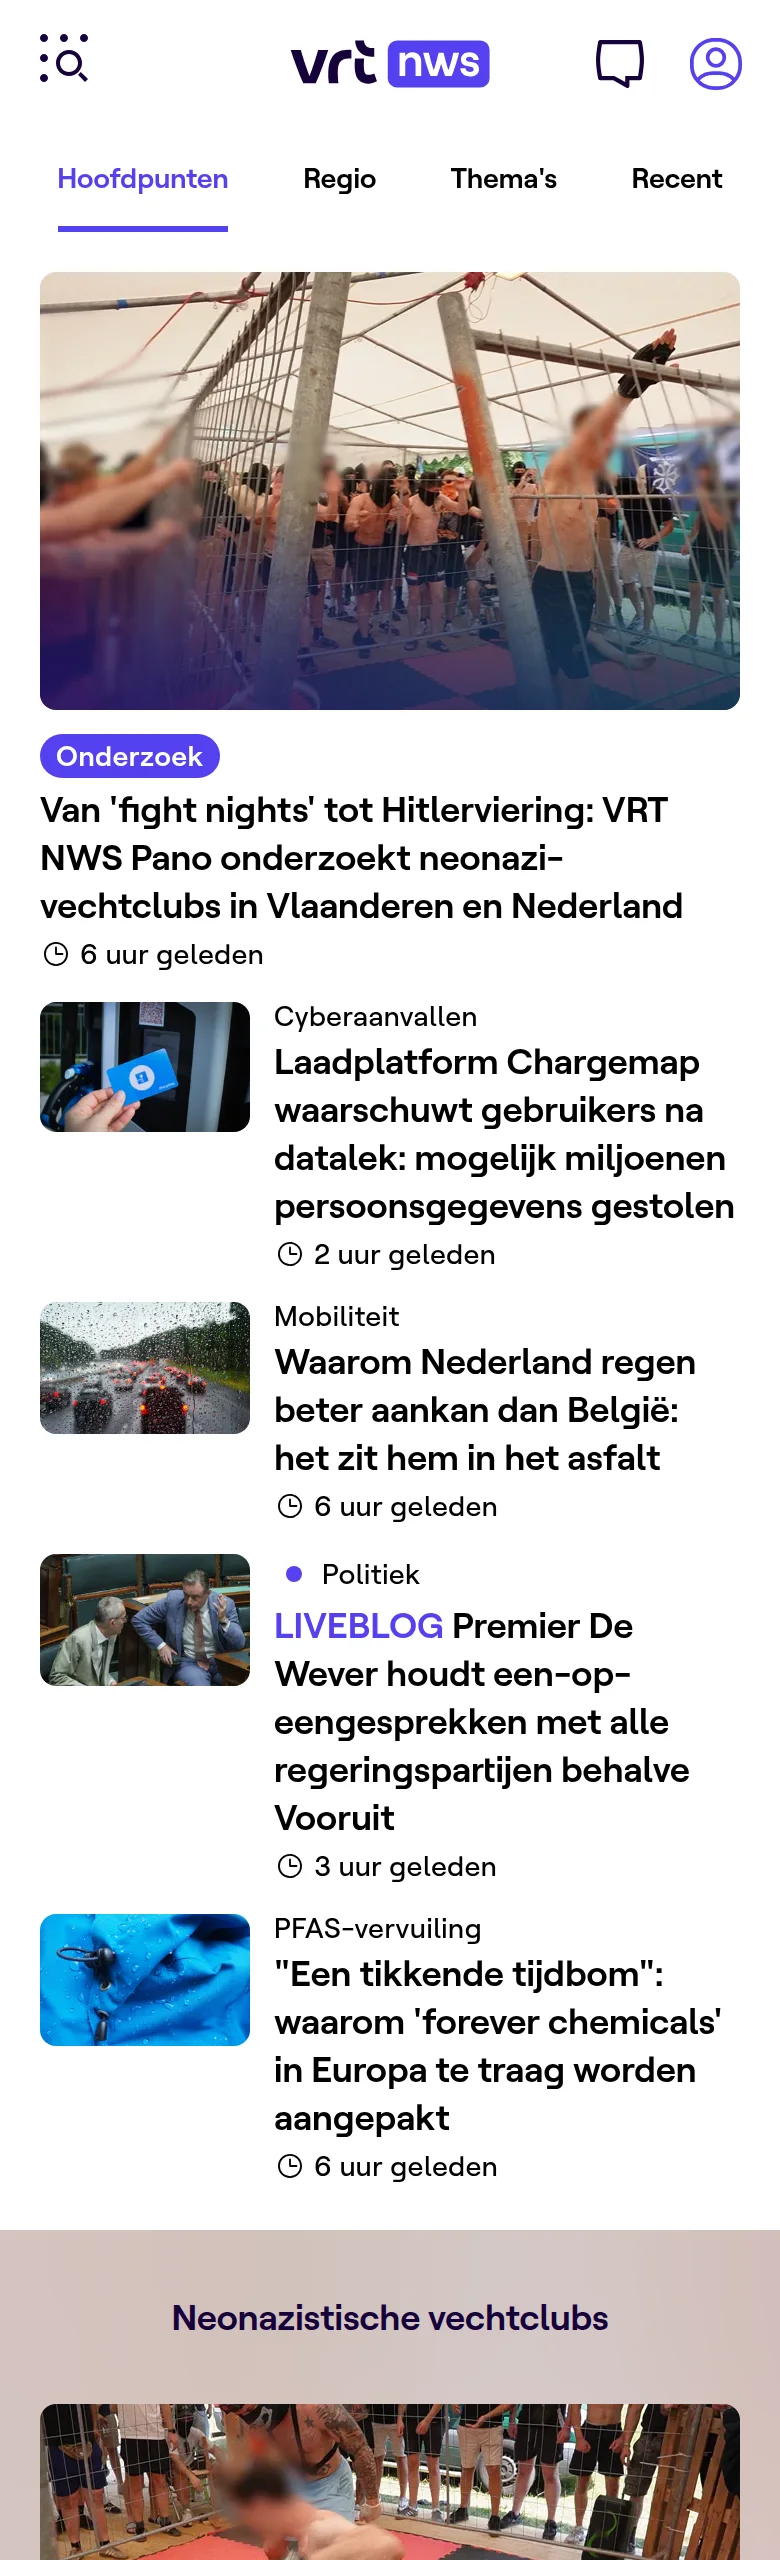 vrt nws
Hoofdpunten Regio Thema's Recent
Onderzoek
Van 'fight nights' tot Hitlerviering: VRT
NWS Pano onderzoekt neonazi-
vechtclubs in Vlaanderen en Nederland
6 uur geleden
Cyberaanvallen
Laadplatform Chargemap
waarschuwt gebruikers na
datalek: mogelijk miljoenen
persoonsgegevens gestolen
2 uur geleden
Mobiliteit
Waarom Nederland regen
beter aankan dan België:
het zit hem in het asfalt
6 uur geleden
Politiek
LIVEBLOG Premier De
Wever houdt een-op-
eengesprekken met alle
regeringspartijen behalve
Vooruit
3 uur geleden
PFAS-vervuiling
"Een tikkende tijdbom":
waarom 'forever chemicals'
in Europa te traag worden
aangepakt
6 uur geleden
Neonazistische vechtclubs